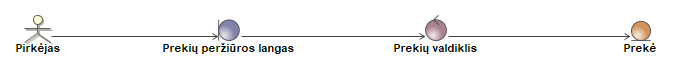 Pirkėjas
Prekių peržiūros langas
Prekių valdiklis
Prekė